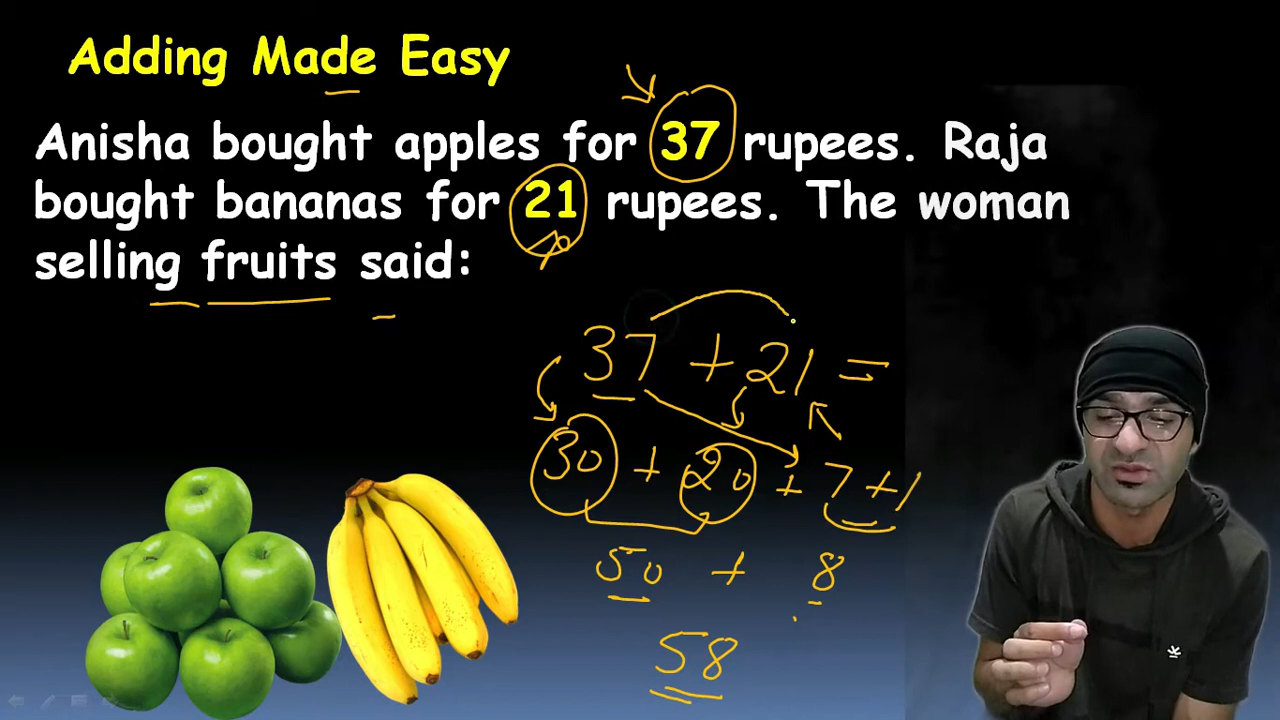 Adding Made Easy
Anisha bought apples for 37 rupees. Raja
bought bananas for 21 rupees. The woman
selling fruits said:
37 + 21 =
30 + 20 + 7 + 1
50 + 8
58